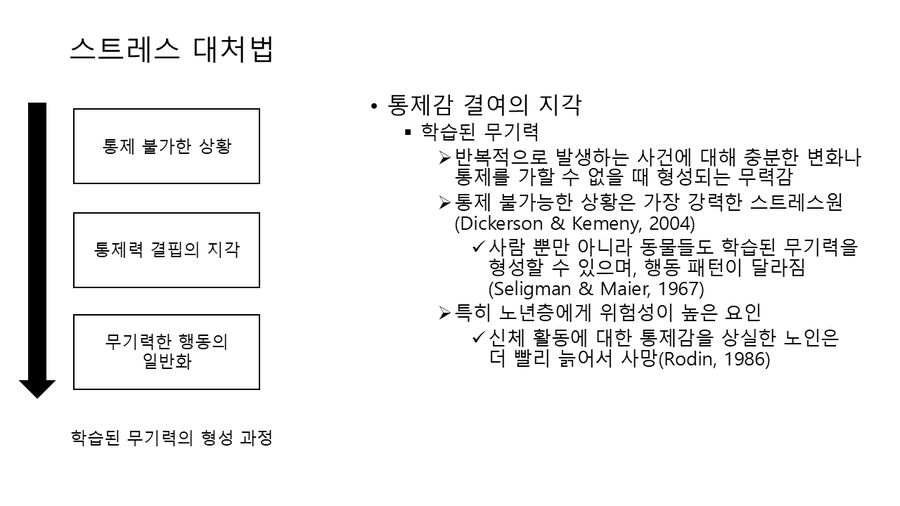 스트레스 대처법
통제 불가한 상황
통제력 결핍의 지각
무기력한 행동의
일반화
학습된 무기력의 형성 과정
• 통제감 결여의 지각
▪ 학습된 무기력
➢반복적으로 발생하는 사건에 대해 충분한 변화나
통제를 가할 수 없을 때 형성되는 무력감
➢통제 불가능한 상황은 가장 강력한 스트레스원
(Dickerson & Kemeny, 2004)
✓사람 뿐만 아니라 동물들도 학습된 무기력을
형성할 수 있으며, 행동 패턴이 달라짐
(Seligman & Maier, 1967)
➢특히 노년층에게 위험성이 높은 요인
✓신체 활동에 대한 통제감을 상실한 노인은
더 빨리 늙어서 사망(Rodin, 1986)